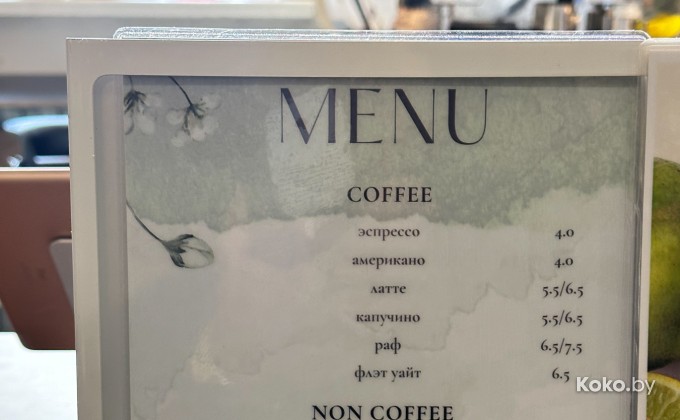 MENU
COFFEE
эспрессо 4.0
американо 4.0
латте 5.5/6.5
капучино 5.5/6.5
раф 6.5/7.5
флэт уайт 6.5
Koko.by
NON COFFEE